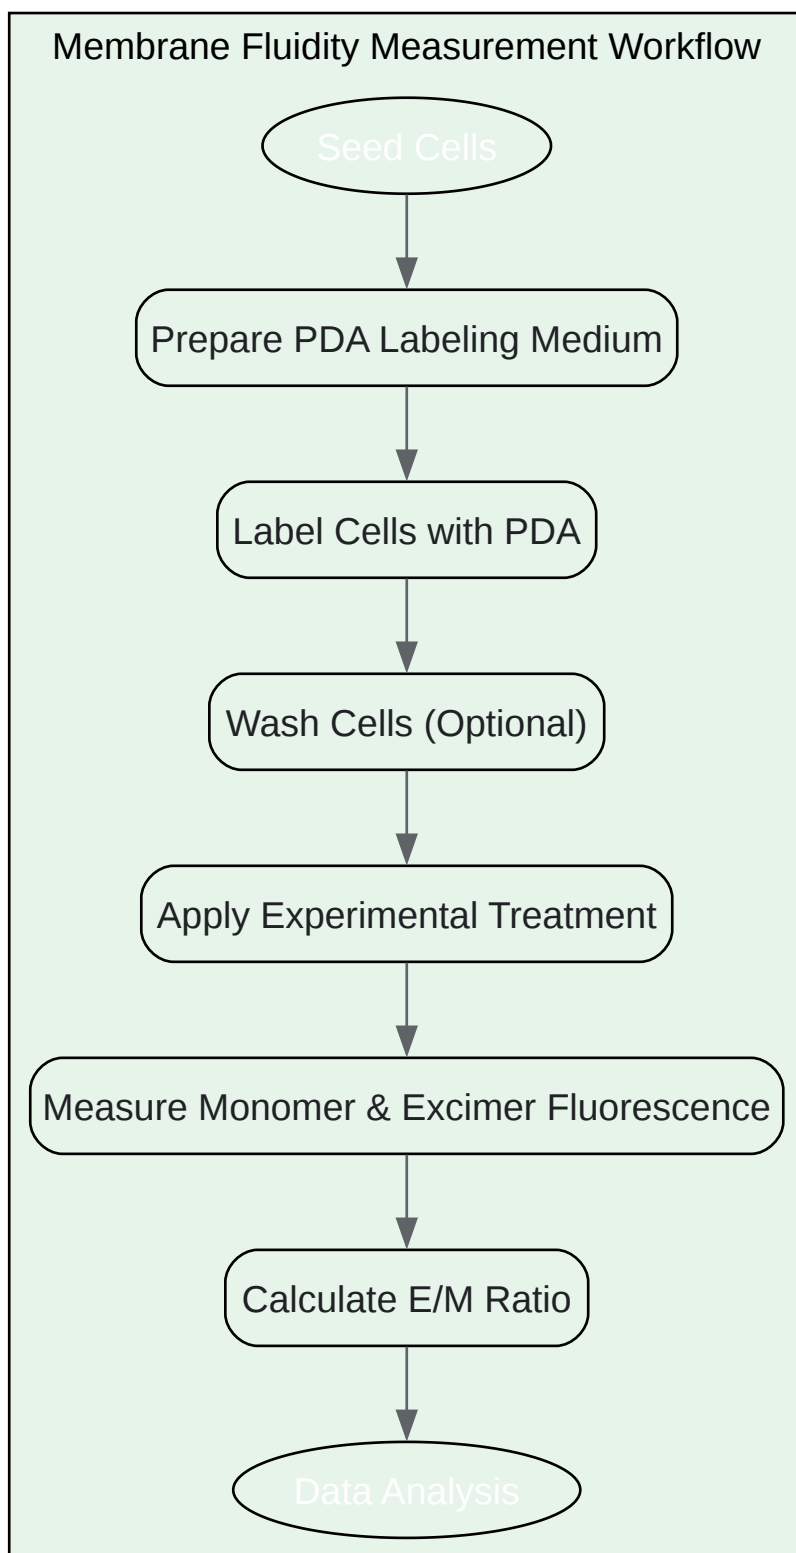 Membrane Fluidity Measurement Workflow
Seed Cells
Prepare PDA Labeling Medium
Label Cells with PDA
Wash Cells (Optional)
Apply Experimental Treatment
Measure Monomer & Excimer Fluorescence
Calculate E/M Ratio
Data Analysis